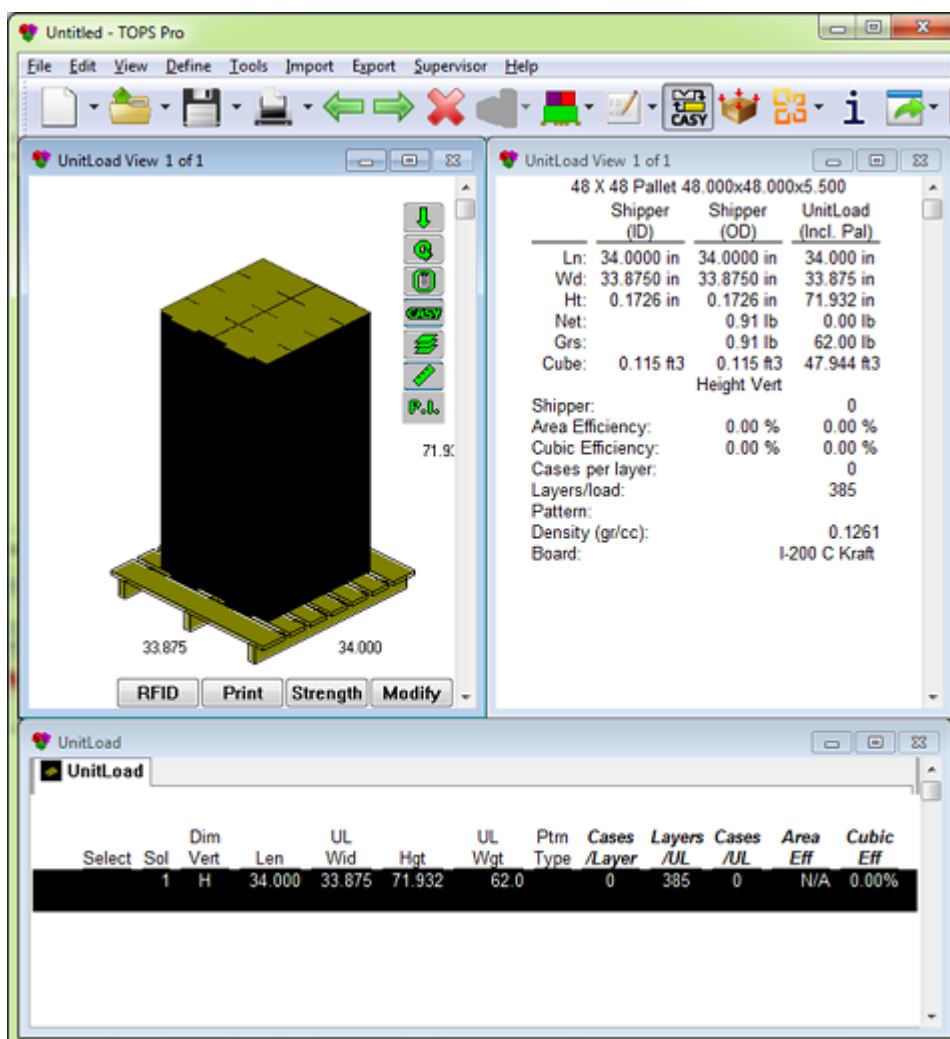 Untitled - TOPS Pro
File Edit View Define Tools Import Export Supervisor Help
CASY
UnitLoad View 1 of 1
CASY
P.I.
71.93
33.875 34.000
RFID Print Strength Modify
UnitLoad View 1 of 1
48 X 48 Pallet 48.000x48.000x5.500
Shipper Shipper UnitLoad
(ID) (OD) (Incl. Pal)
Ln: 34.0000 in 34.0000 in 34.000 in
Wd: 33.8750 in 33.8750 in 33.875 in
Ht: 0.1726 in 0.1726 in 71.932 in
Net: 0.91 lb 0.00 lb
Grs: 0.91 lb 62.00 lb
Cube: 0.115 ft3 0.115 ft3 47.944 ft3
Height Vert
Shipper: 0
Area Efficiency: 0.00 % 0.00 %
Cubic Efficiency: 0.00 % 0.00 %
Cases per layer: 0
Layers/load: 385
Pattern:
Density (gr/cc): 0.1261
Board: I-200 C Kraft
UnitLoad
UnitLoad
Dim UL UL Ptrn Cases Layers Cases Area Cubic
Select Sol Vert Len Wid Hgt Wgt Type /Layer /UL /UL Eff Eff
1 H 34.000 33.875 71.932 62.0 0 385 0 N/A 0.00%